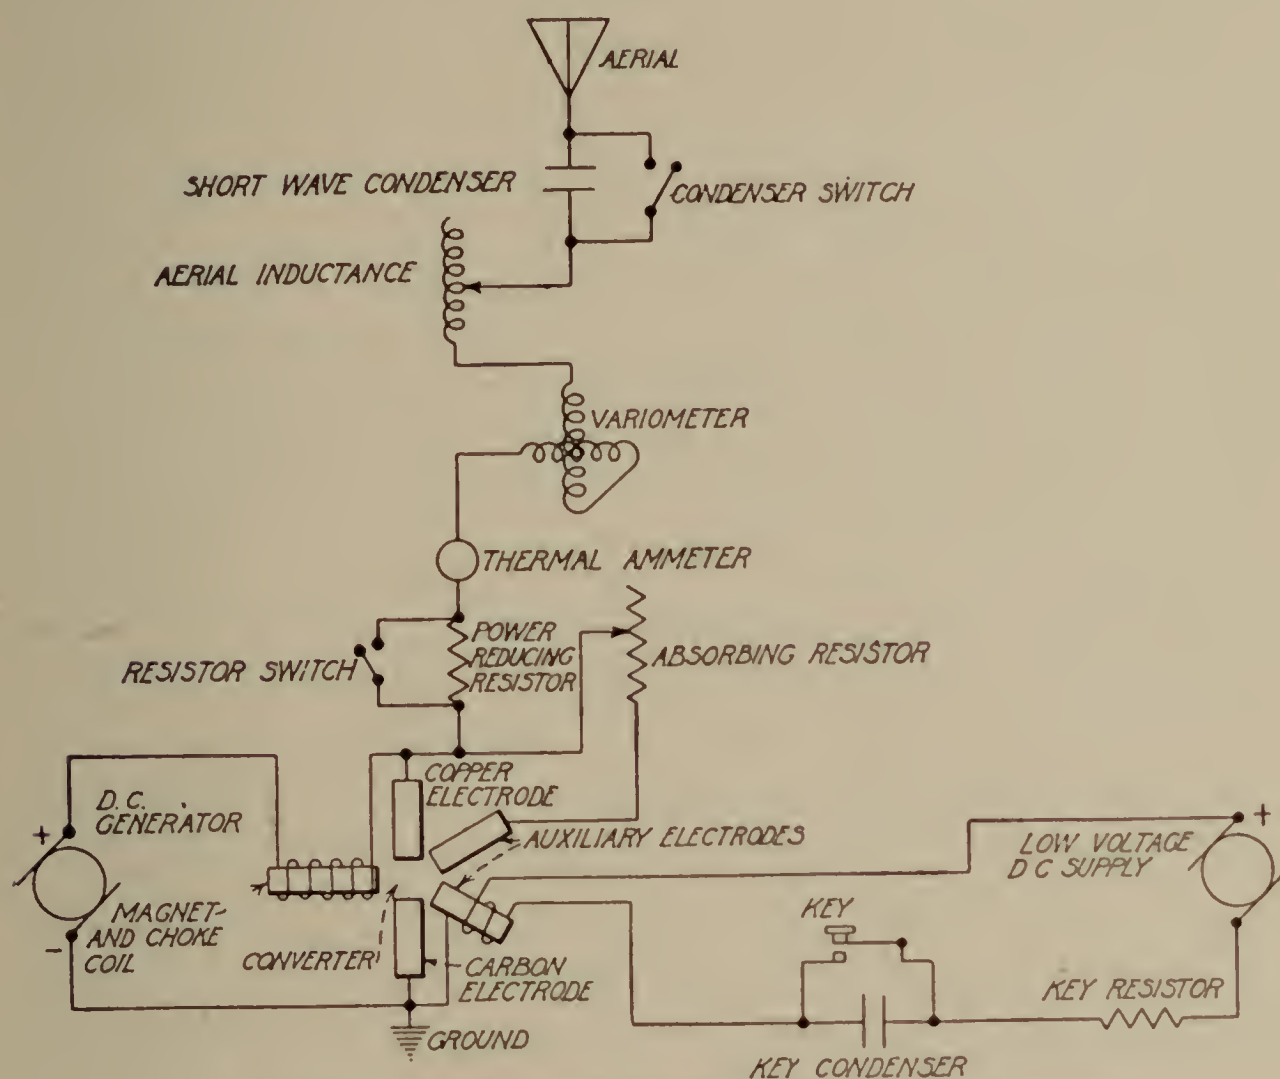 AERIAL
SHORT WAVE CONDENSER
CONDENSER SWITCH
AERIAL INDUCTANCE
VARIOMETER
THERMAL AMMETER
POWER
REDUCING
RESISTOR
RESISTOR SWITCH
ABSORBING RESISTOR
COPPER
ELECTRODE
D.C.
GENERATOR
+
AUXILIARY ELECTRODES
LOW VOLTAGE
D C SUPPLY
+
MAGNET-
AND CHOKE
COIL
-
CONVERTER
CARBON
ELECTRODE
KEY
KEY RESISTOR
GROUND
KEY CONDENSER